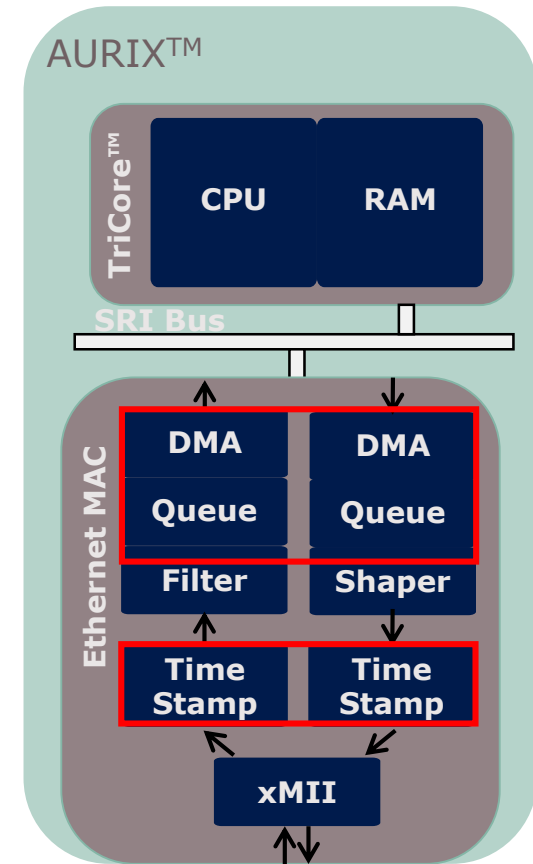 AURIX™
TriCore™
CPU
RAM
SRI Bus
Ethernet MAC
DMA
DMA
Queue
Queue
Filter
Shaper
Time
Stamp
Time
Stamp
xMII